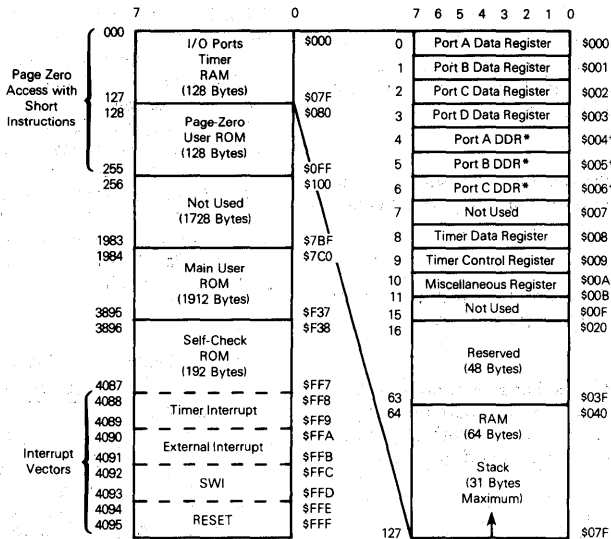 7 0
000
I/O Ports
Timer
RAM
(128 Bytes)
$000
127
$07F
128
$080
Page Zero
Access with
Short
Instructions
Page-Zero
User ROM
(128 Bytes)
255
$0FF
256
$100
Not Used
(1728 Bytes)
1983
$7BF
1984
$7C0
Main User
ROM
(1912 Bytes)
3895
$F37
3896
$F38
Self-Check
ROM
(192 Bytes)
4087
$FF7
4088
$FF8
Timer Interrupt
4089
$FF9
4090
$FFA
External Interrupt
4091
$FFB
4092
$FFC
SWI
4093
$FFD
4094
$FFE
RESET
4095
$FFF
Interrupt
Vectors
7 6 5 4 3 2 1 0
0 Port A Data Register $000
1 Port B Data Register $001
2 Port C Data Register $002
3 Port D Data Register $003
4 Port A DDR* $004*
5 Port B DDR* $005*
6 Port C DDR* $006*
7 Not Used $007
8 Timer Data Register $008
9 Timer Control Register $009
10 Miscellaneous Register $00A
11 $00B
Not Used
15 $00F
16 $020
Reserved
(48 Bytes)
63 $03F
64 $040
RAM
(64 Bytes)
Stack
(31 Bytes
Maximum)
127 $07F